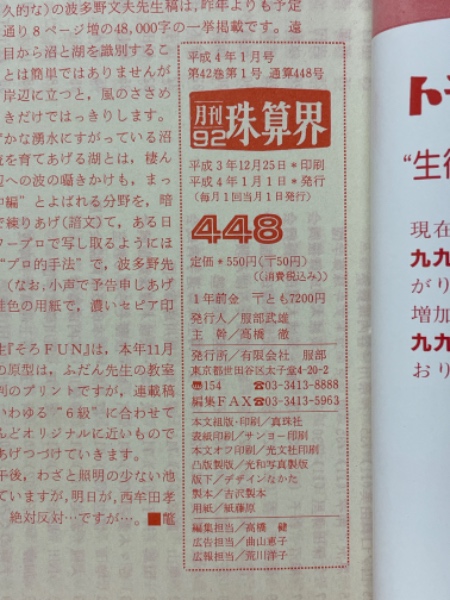 久的な)の波多野文夫先生稿は,昨年よりも予定
通り8ページ増の48,000字の一挙掲載です。遠
目から沼と湖を識別するこ
とは簡単ではありませんが
岸辺に立つと,風のささめ
きだけではっきりします。
かな湧水にすがっている沼
を育てあげる湖とは,棲ん
への波の囁きかけも,まっ
とよばれる分野を,暗
で練りあげ(諳文)て,ある日
ワープロで写し取るようにほ
“プロ的手法”で,波多野先
(なお,小声で予告申しあげ
色の用紙で,濃いセピア印
『そろFUN』は,本年11月
の原型は,ふだん先生の教室
のプリントですが,連載稿
いわゆる“6級”に合わせて
んどオリジナルに近いもので
あげつづけていきます。
午後,わざと照明の少ない池
ていますが,明日が,西牟田孝
絶対反対…ですが…。■
平成4年1月号
第42巻第1号 通算448号
月刊
92
珠算界
平成3年12月25日*印刷
平成4年1月1日*発行
(毎月1回当月1日発行)
448
定価*550円(〒50円)
((消費税込み))
1年前金 〒とも7200円
発行人/服部武雄
主 幹/高橋 徹
発行所/有限会社 服部
東京都世田谷区太子堂4-20-2
154 ☎03-3413-8888
編集FAX☎03-3413-5963
本文組版・印刷/真珠社
表紙印刷/サンヨー印刷
本文オフ印刷/光文社印刷
凸版製版/光和写真製版
版下/デザインなかた
製本/古沢製本
用紙/紙藤原
編集担当/高橋 健
広告担当/曲山恵子
広報担当/荒川洋子
ト
“生徒
現在
九九
がり
増加
九九
おり